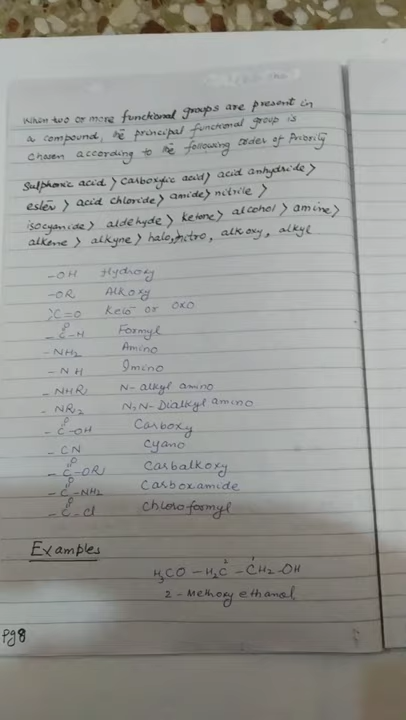 When two or more functional groups are present in
a compound, the principal functional group is
chosen according to the following order of Priority
Sulphonic acid > carboxylic acid > acid anhydride >
ester > acid chloride > amide > nitrile >
isocyanide > aldehyde > ketone > alcohol > amine >
alkene > alkyne > halo, nitro, alkoxy, alkyl
-OH Hydroxy
-OR Alkoxy
>C=O Keto or oxo
-C-H Formyl
O
-NH2 Amino
-NH Imino
-NHR N-alkyl amino
-NR2 N,N-Dialkyl amino
O
-C-OH Carboxy
-CN Cyano
O
-C-OR Carbalkoxy
O
-C-NH2 Carboxamide
O
-C-Cl Chloroformyl
Examples
2 1
H3CO-H2C-CH2-OH
2-Methoxy ethanol
Pg 8